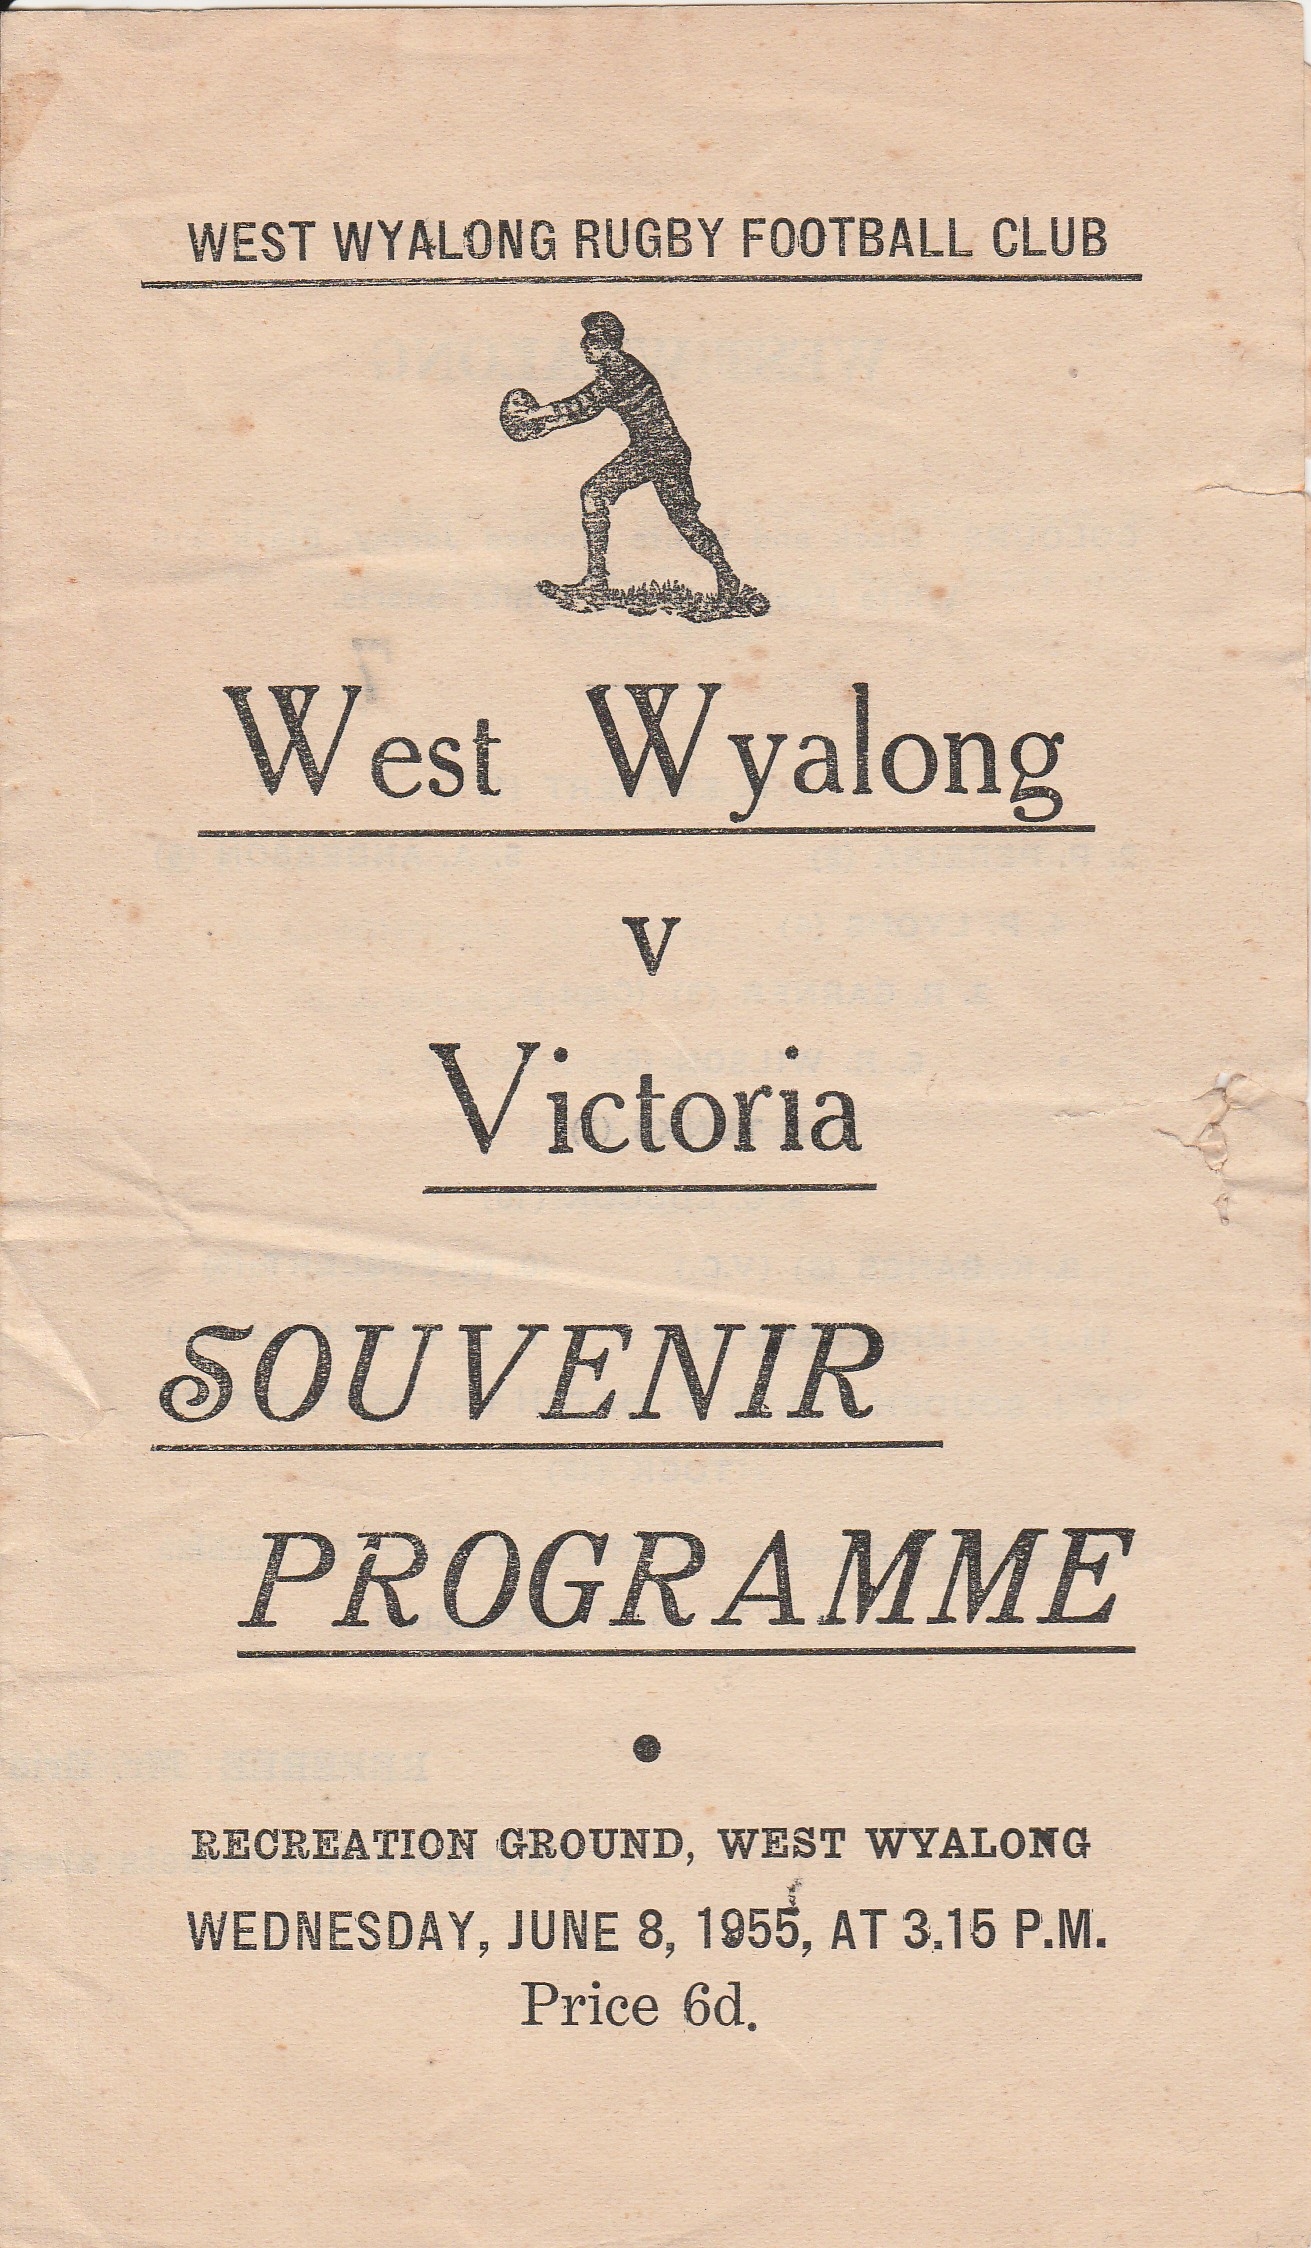 WEST WYALONG RUGBY FOOTBALL CLUB
West Wyalong
v
Victoria
SOUVENIR
PROGRAMME
RECREATION GROUND, WEST WYALONG
WEDNESDAY, JUNE 8, 1955, AT 3.15 P.M.
Price 6d.